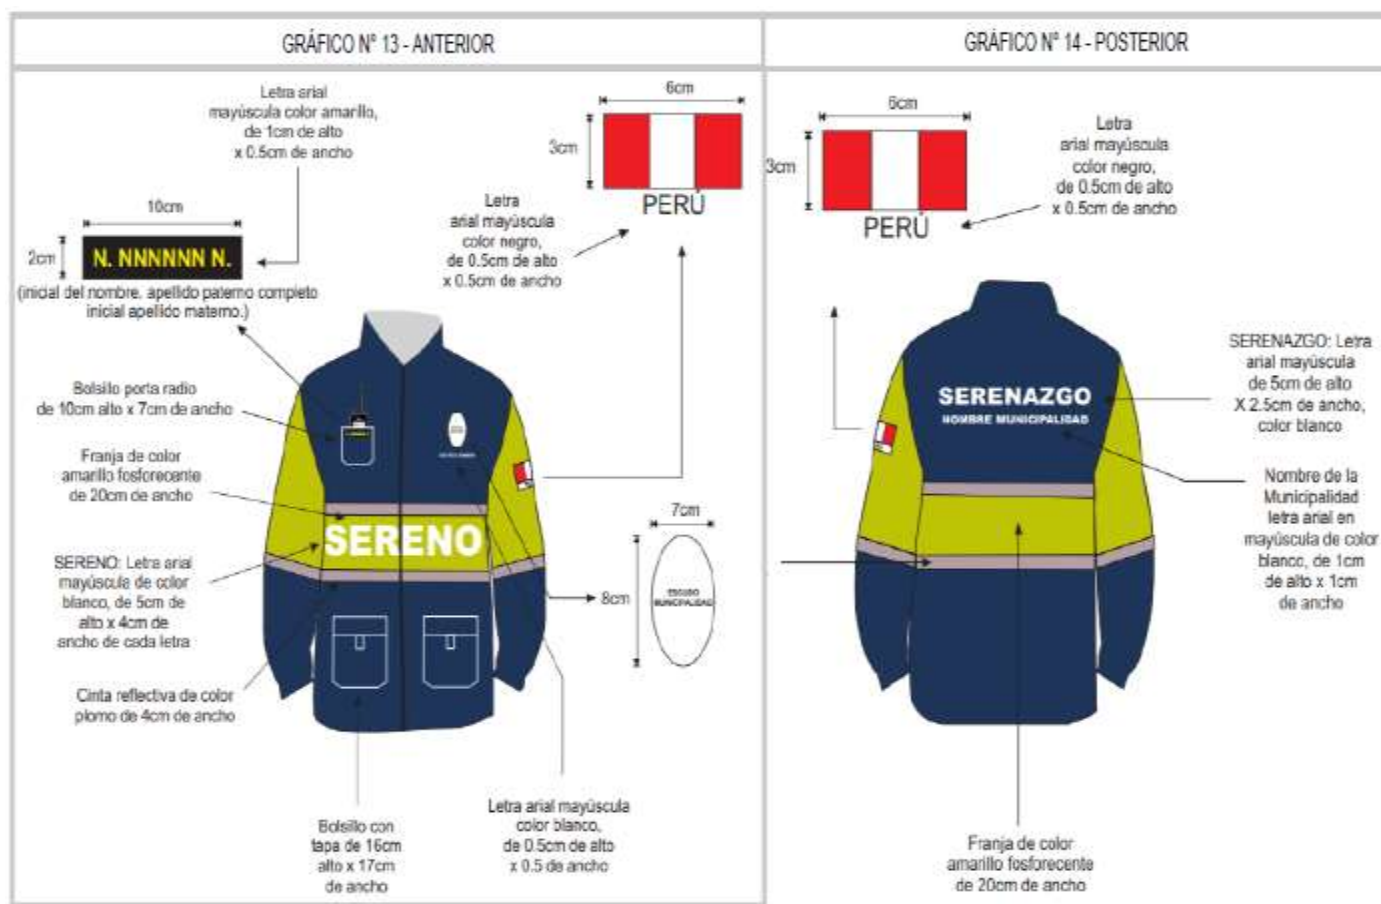 GRÁFICO Nº 13 - ANTERIOR
Letra arial
mayúscula color amarillo,
de 1cm de alto
x 0.5cm de ancho
10cm
2cm
N. NNNNNN N.
(inicial del nombre, apellido paterno completo
inicial apellido materno.)
6cm
3cm
PERÚ
Letra
arial mayúscula
color negro,
de 0.5cm de alto
x 0.5cm de ancho
Bolsillo porta radio
de 10cm alto x 7cm de ancho
Franja de color
amarillo fosforecente
de 20cm de ancho
SERENO: Letra arial
mayúscula de color
blanco, de 5cm de
alto x 4cm de
ancho de cada letra
Cinta reflectiva de color
plomo de 4cm de ancho
SERENO
7cm
8cm
ESCUDO
MUNICIPALIDAD
Bolsillo con
tapa de 16cm
alto x 17cm
de ancho
Letra arial mayúscula
color blanco,
de 0.5cm de alto
x 0.5 de ancho
GRÁFICO Nº 14 - POSTERIOR
6cm
3cm
PERÚ
Letra
arial mayúscula
color negro,
de 0.5cm de alto
x 0.5cm de ancho
SERENAZGO
NOMBRE MUNICIPALIDAD
SERENAZGO: Letra
arial mayúscula
de 5cm de alto
X 2.5cm de ancho,
color blanco
Nombre de la
Municipalidad
letra arial en
mayúscula de color
blanco, de 1cm
de alto x 1cm
de ancho
Franja de color
amarillo fosforecente
de 20cm de ancho